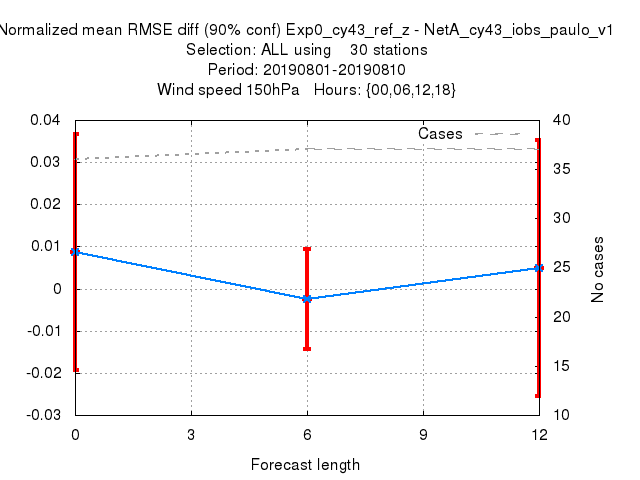 Normalized mean RMSE diff (90% conf) Exp0_cy43_ref_z - NetA_cy43_iobs_paulo_v1
Selection: ALL using 30 stations
Period: 20190801-20190810
Wind speed 150hPa Hours: {00,06,12,18}
Cases
0.04
0.03
0.02
0.01
0
-0.01
-0.02
-0.03
40
35
30
25
20
15
10
No cases
0 3 6 9 12
Forecast length